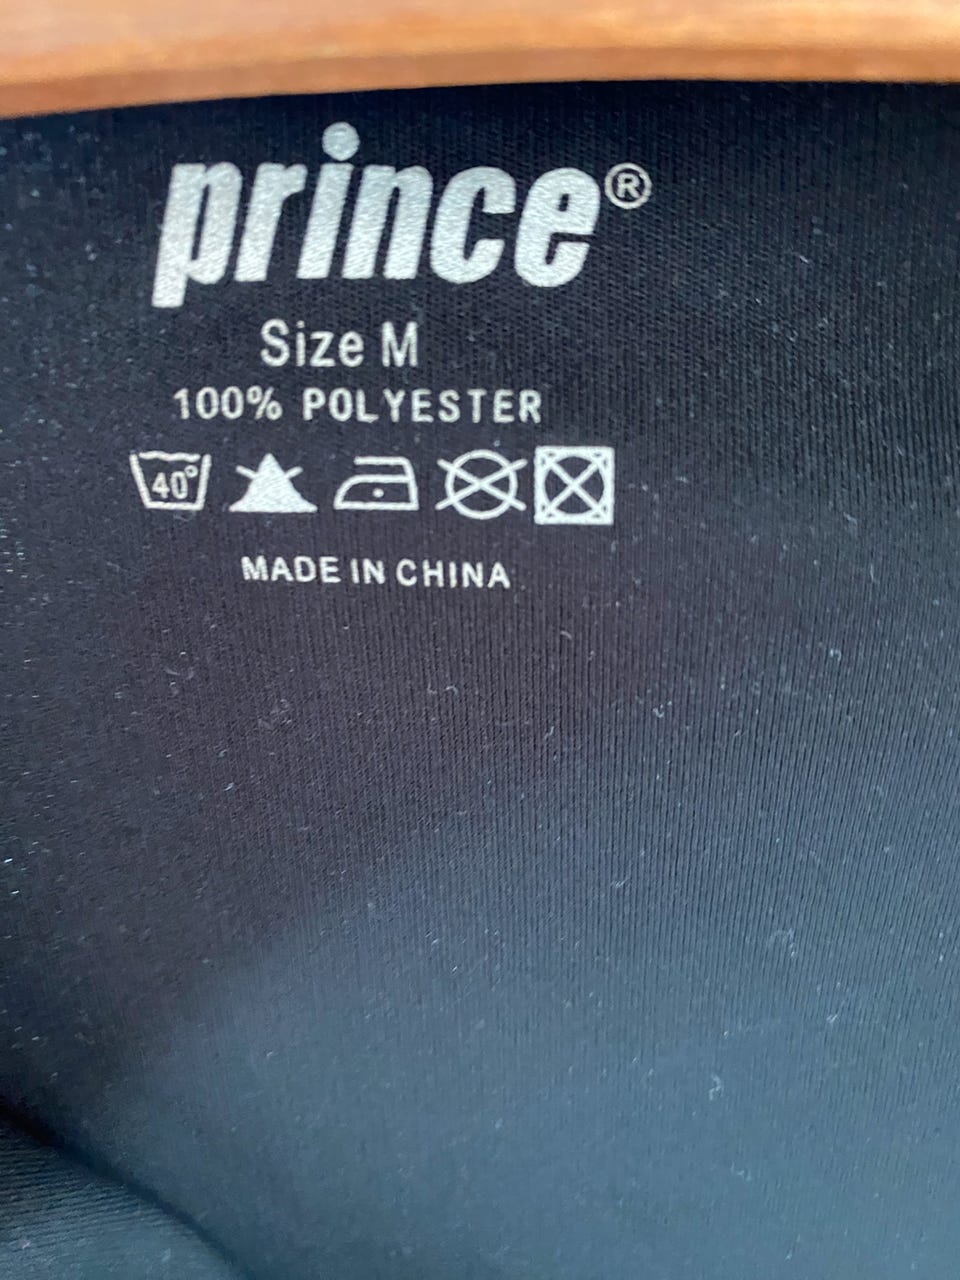 prince®
Size M
100% POLYESTER
40°
MADE IN CHINA